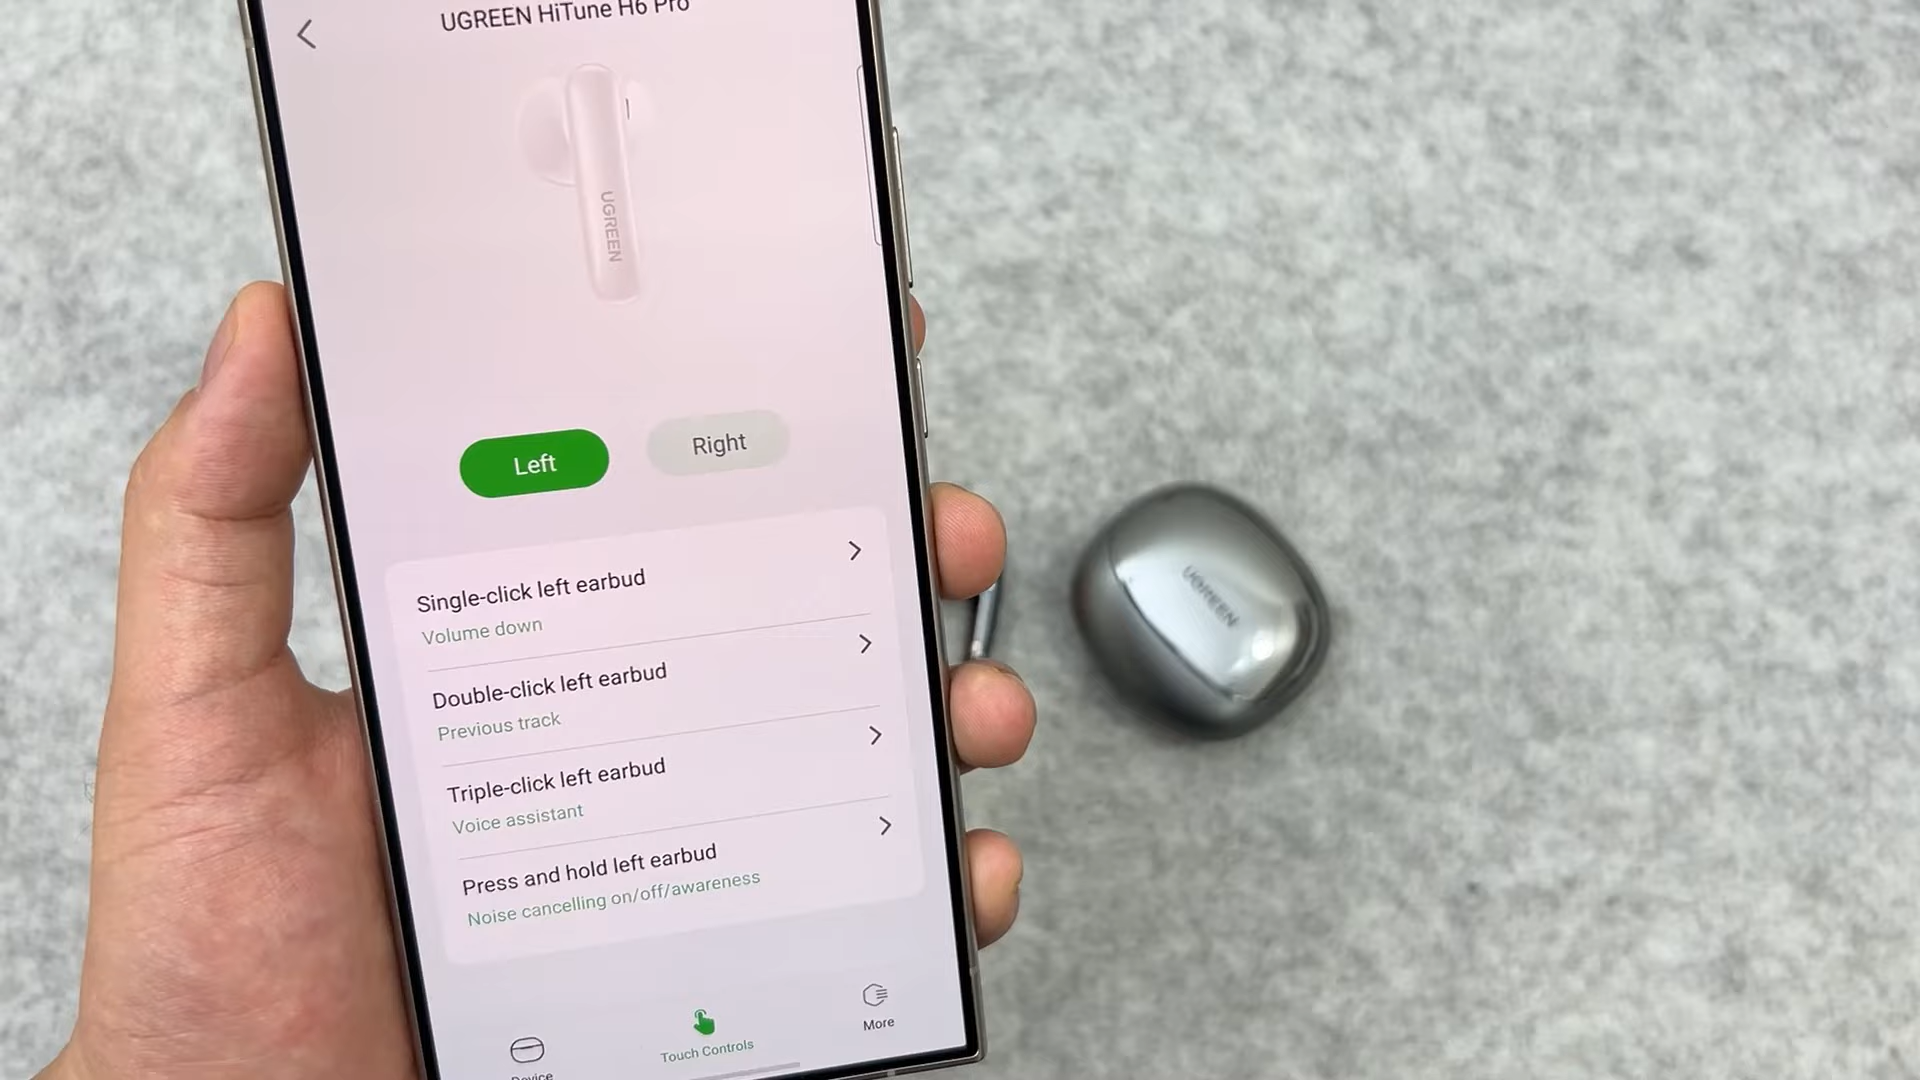 UGREEN HiTune H6 Pro
UGREEN
Left
Right
Single-click left earbud
Volume down
Double-click left earbud
Previous track
Triple-click left earbud
Voice assistant
Press and hold left earbud
Noise cancelling on/off/awareness
Device
Touch Controls
More
UGREEN